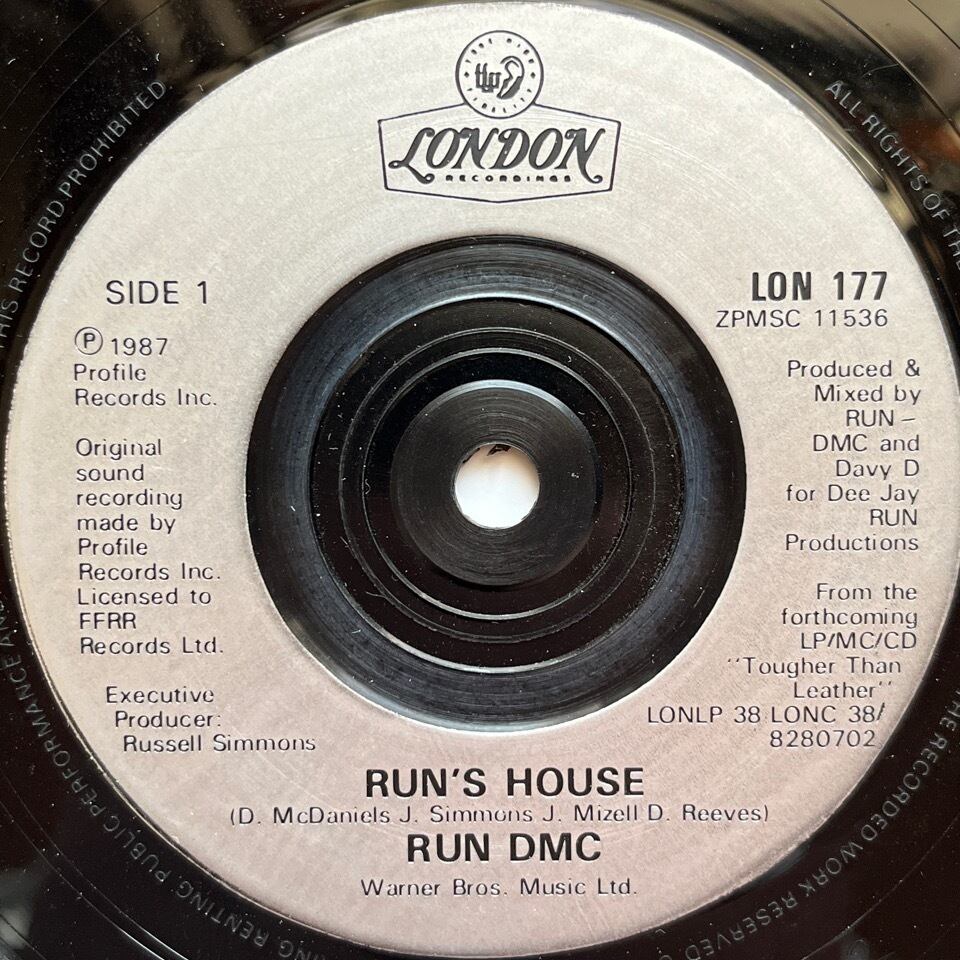 LONDON
RECORDINGS
SIDE 1
Ⓟ 1987
Profile
Records Inc.
Original
sound
recording
made by
Profile
Records Inc.
Licensed to
FFRR
Records Ltd.
Executive
Producer:
Russell Simmons
LON 177
ZPMSC 11536
Produced &
Mixed by
RUN –
DMC and
Davy D
for Dee Jay
RUN
Productions
From the
forthcoming
LP/MC/CD
"Tougher Than
Leather"
LONLP 38 LONC 38/
8280702
RUN'S HOUSE
(D. McDaniels J. Simmons J. Mizell D. Reeves)
RUN DMC
Warner Bros. Music Ltd.
ALL RIGHTS OF THE
THE RECORDED WORK RESERVED
RENTING PUBLIC PERFORMANCE AND
THIS RECORD PROHIBITED